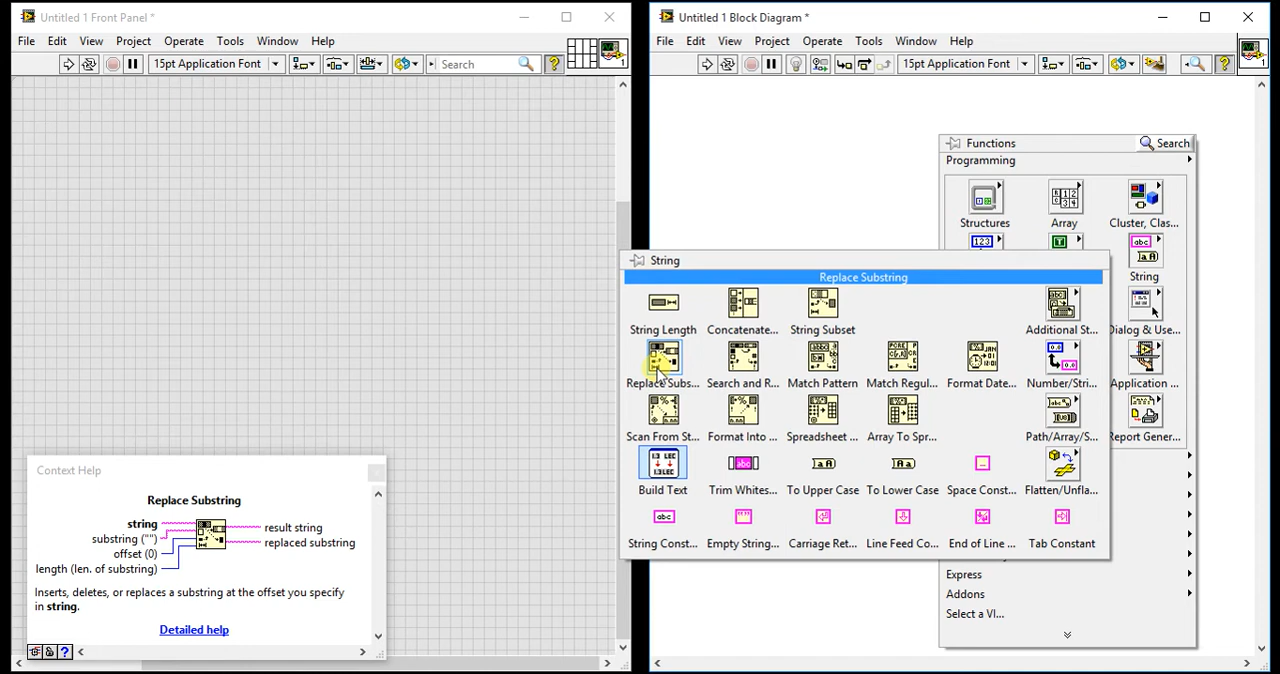 Untitled 1 Front Panel *
File Edit View Project Operate Tools Window Help
15pt Application Font
Search
?
1
Untitled 1 Block Diagram *
File Edit View Project Operate Tools Window Help
15pt Application Font
?
1
Functions
Search
Programming
Structures
Array
Cluster, Clas...
String
String
Replace Substring
String Length
Concatenate...
String Subset
Additional St...
Dialog & Use...
Replace Subs...
Search and R...
Match Pattern
Match Regul...
Format Date...
Number/Stri...
Application ...
Scan From St...
Format Into ...
Spreadsheet ...
Array To Spr...
Path/Array/S...
Report Gener...
Build Text
Trim Whites...
To Upper Case
To Lower Case
Space Const...
Flatten/Unfla...
String Const...
Empty String...
Carriage Ret...
Line Feed Co...
End of Line ...
Tab Constant
Express
Addons
Select a VI...
Context Help
Replace Substring
string
substring ("")
offset (0)
length (len. of substring)
result string
replaced substring
Inserts, deletes, or replaces a substring at the offset you specify
in string.
Detailed help
?